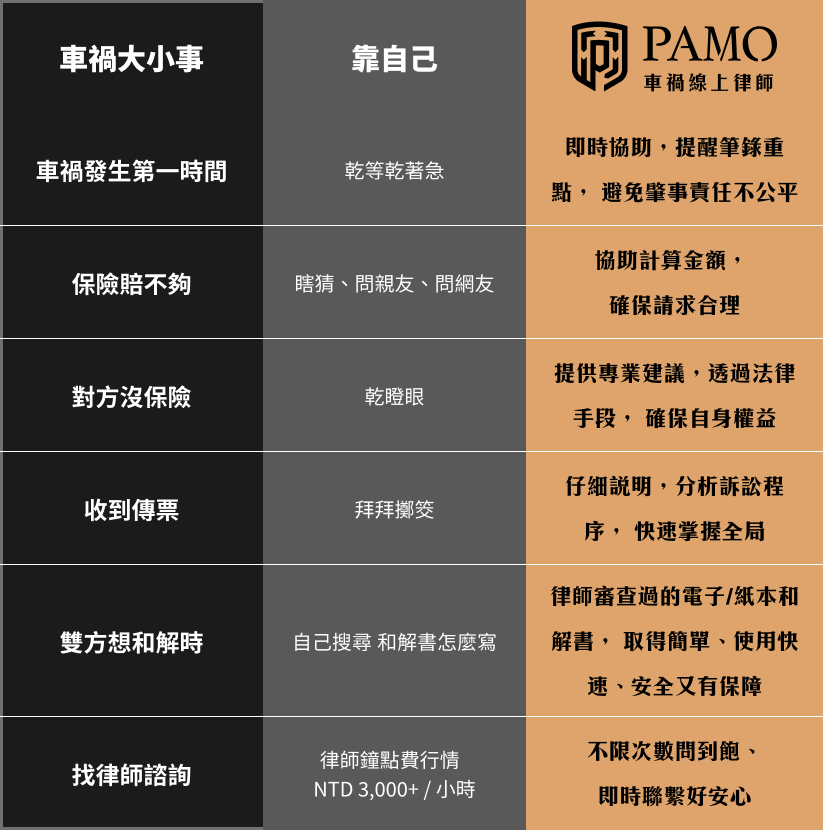 車禍大小事
靠自己
PAMO
車禍線上律師
車禍發生第一時間
乾等乾著急
即時協助，提醒筆錄重
點， 避免肇事責任不公平
保險賠不夠
瞎猜、問親友、問網友
協助計算金額，
確保請求合理
對方沒保險
乾瞪眼
提供專業建議，透過法律
手段， 確保自身權益
收到傳票
拜拜擲筊
仔細説明，分析訴訟程
序， 快速掌握全局
雙方想和解時
自己搜尋 和解書怎麼寫
律師審查過的電子/紙本和
解書， 取得簡單、使用快
速、安全又有保障
找律師諮詢
律師鐘點費行情
NTD 3,000+ / 小時
不限次數問到飽、
即時聯繫好安心